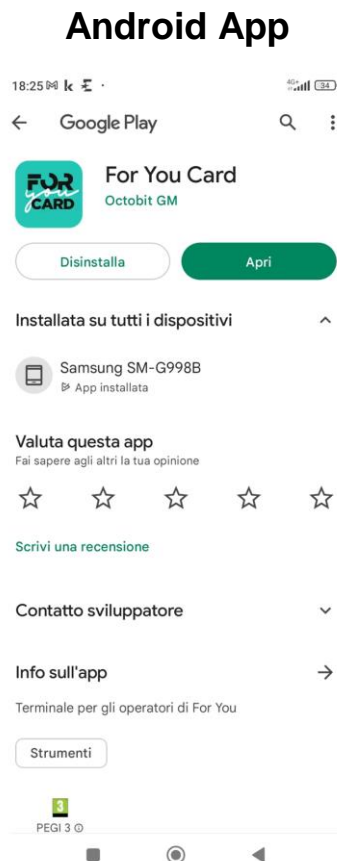 Android App
18:25
4G+ 34
Google Play
FOR
you
CARD
For You Card
Octobit GM
Disinstalla
Apri
Installata su tutti i dispositivi
Samsung SM-G998B
App installata
Valuta questa app
Fai sapere agli altri la tua opinione
Scrivi una recensione
Contatto sviluppatore
Info sull'app
Terminale per gli operatori di For You
Strumenti
3
PEGI 3